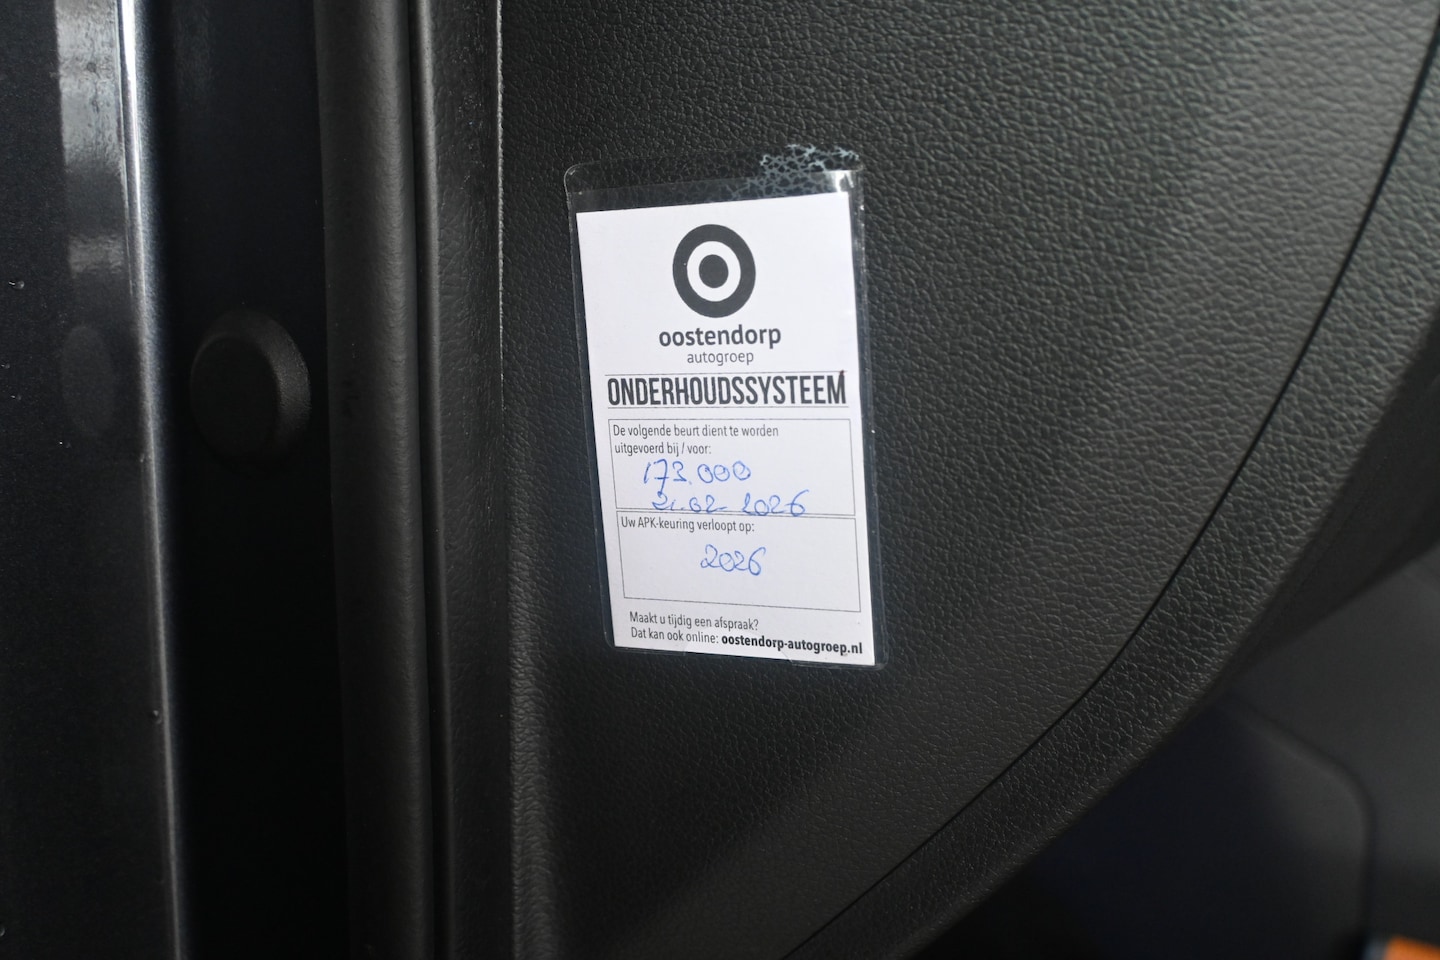 oostendorp
autogroep
ONDERHOUDSSYSTEEM
De volgende beurt dient te worden
uitgevoerd bij / voor:
173.000
21.02-2026
Uw APK-keuring verloopt op:
2026
Maakt u tijdig een afspraak?
Dat kan ook online: oostendorp-autogroep.nl